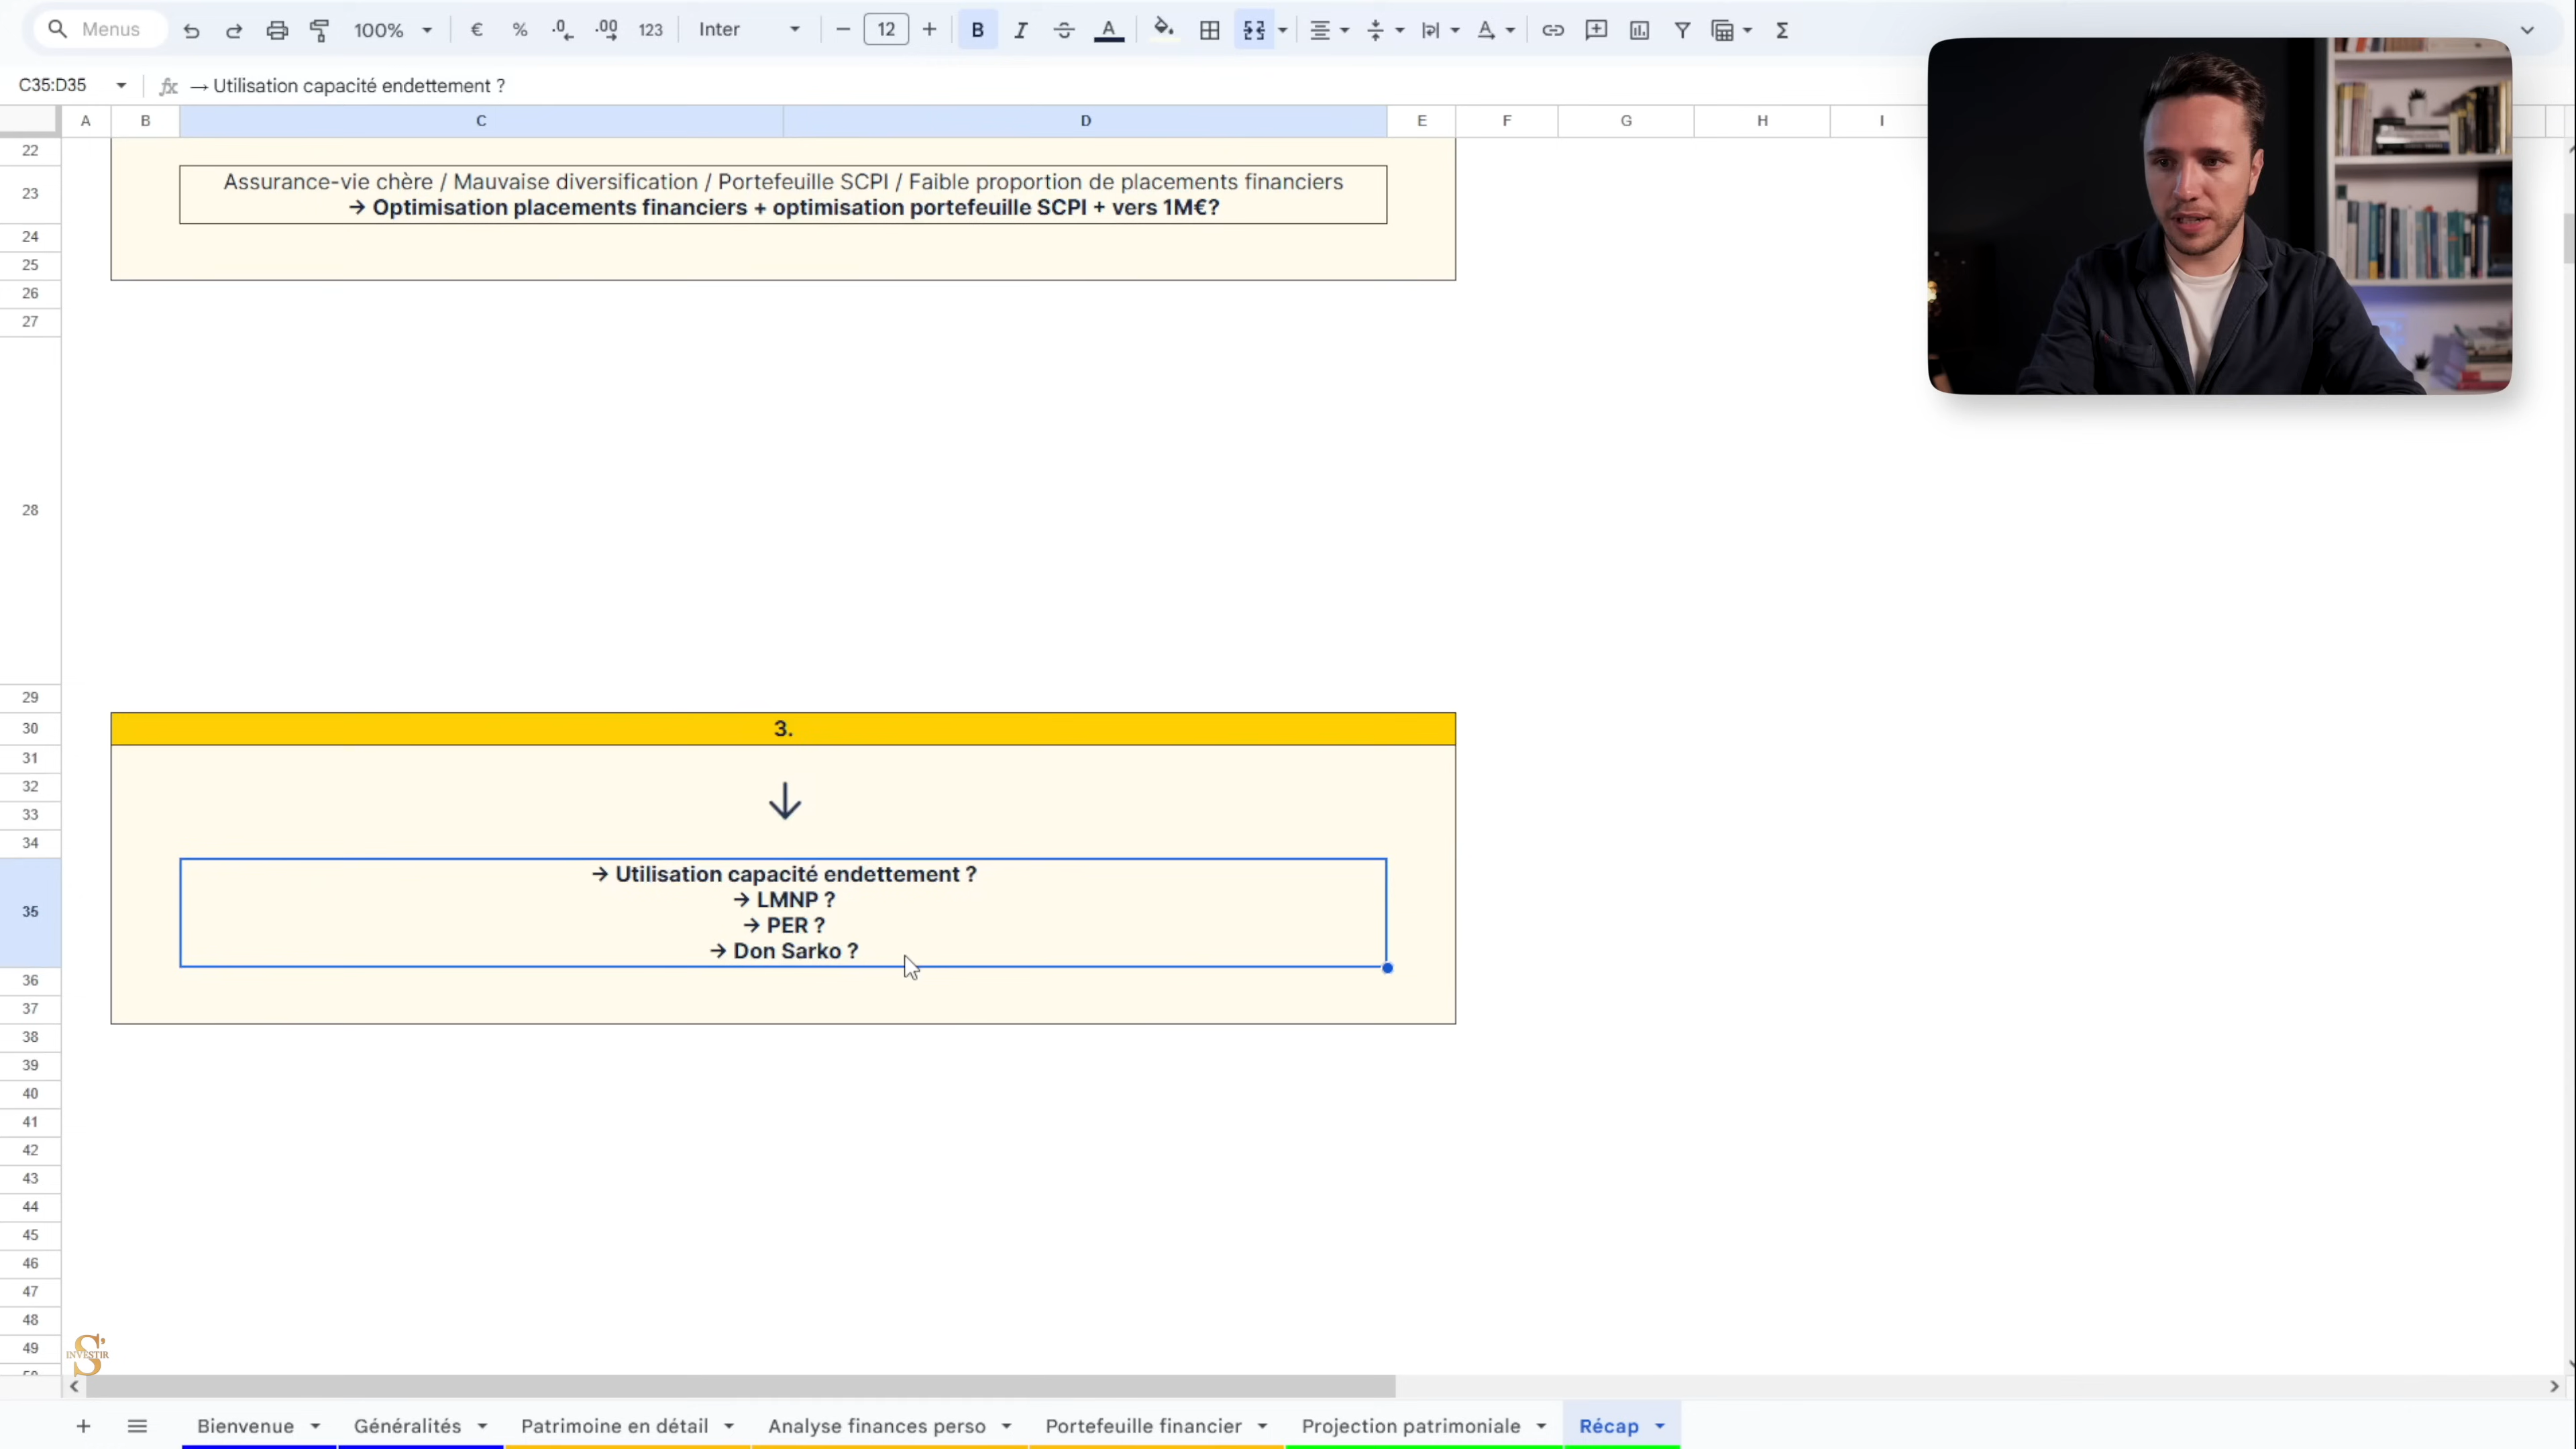 Menus
100%
€
%
.0
.00
123
Inter
12
B
I
A
A
Σ
C35:D35
fx
→ Utilisation capacité endettement ?
A
B
C
D
E
F
G
H
I
22
23
Assurance-vie chère / Mauvaise diversification / Portefeuille SCPI / Faible proportion de placements financiers
→ Optimisation placements financiers + optimisation portefeuille SCPI + vers 1M€?
24
25
26
27
28
29
30
3.
31
32
33
34
35
→ Utilisation capacité endettement ?
→ LMNP ?
→ PER ?
→ Don Sarko ?
36
37
38
39
40
41
42
43
44
45
46
47
48
49
S'
INVESTIR
Bienvenue
Généralités
Patrimoine en détail
Analyse finances perso
Portefeuille financier
Projection patrimoniale
Récap